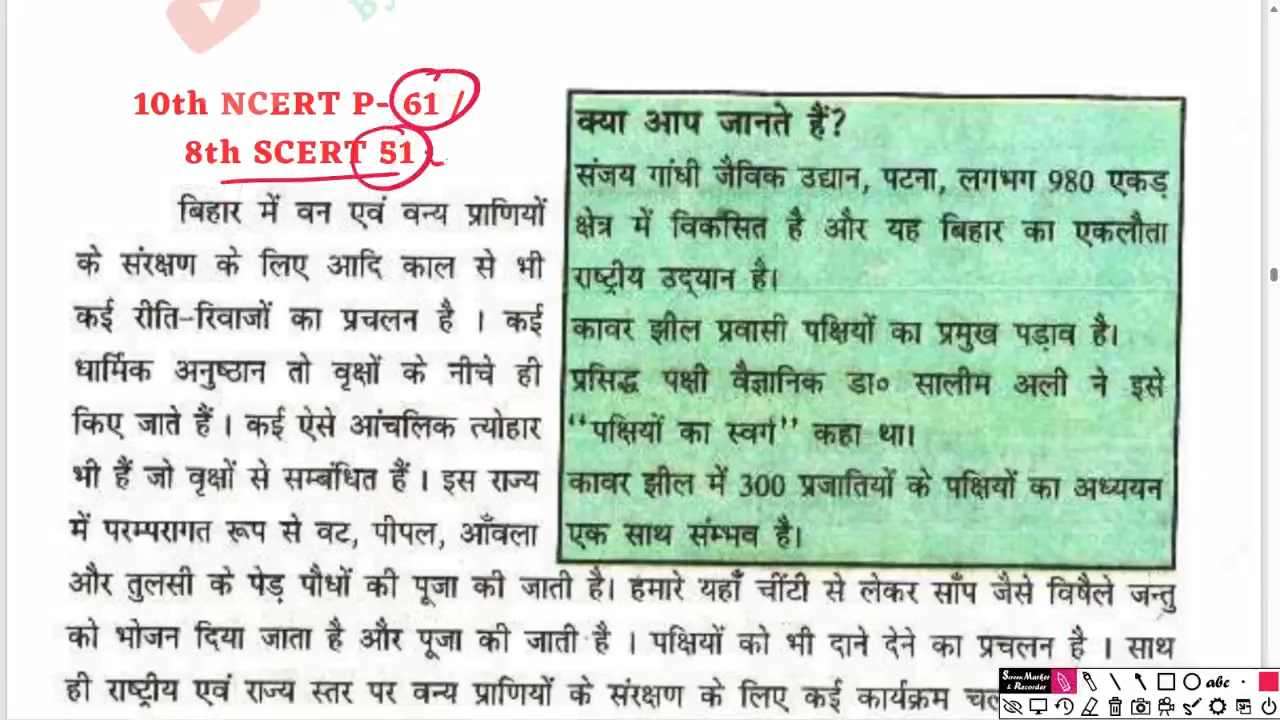 By
10th NCERT P- 61
8th SCERT 51
बिहार में वन एवं वन्य प्राणियों
के संरक्षण के लिए आदि काल से भी
कई रीति-रिवाजों का प्रचलन है । कई
धार्मिक अनुष्ठान तो वृक्षों के नीचे ही
किए जाते हैं । कई ऐसे आंचलिक त्योहार
भी हैं जो वृक्षों से सम्बंधित हैं । इस राज्य
में परम्परागत रूप से वट, पीपल, आँवला
क्या आप जानते हैं?
संजय गांधी जैविक उद्यान, पटना, लगभग 980 एकड़
क्षेत्र में विकसित है और यह बिहार का एकलौता
राष्ट्रीय उद्‌यान है।
कावर झील प्रवासी पक्षियों का प्रमुख पड़ाव है।
प्रसिद्ध पक्षी वैज्ञानिक डा० सालीम अली ने इसे
“पक्षियों का स्वर्ग” कहा था।
कावर झील में 300 प्रजातियों के पक्षियों का अध्ययन
एक साथ संम्भव है।
और तुलसी के पेड़ पौधों की पूजा की जाती है। हमारे यहाँ चींटी से लेकर साँप जैसे विषैले जन्तु
को भोजन दिया जाता है और पूजा की जाती है । पक्षियों को भी दाने देने का प्रचलन है । साथ
ही राष्ट्रीय एवं राज्य स्तर पर वन्य प्राणियों के संरक्षण के लिए कई कार्यक्रम
Screen Marker
& Recorder
abc